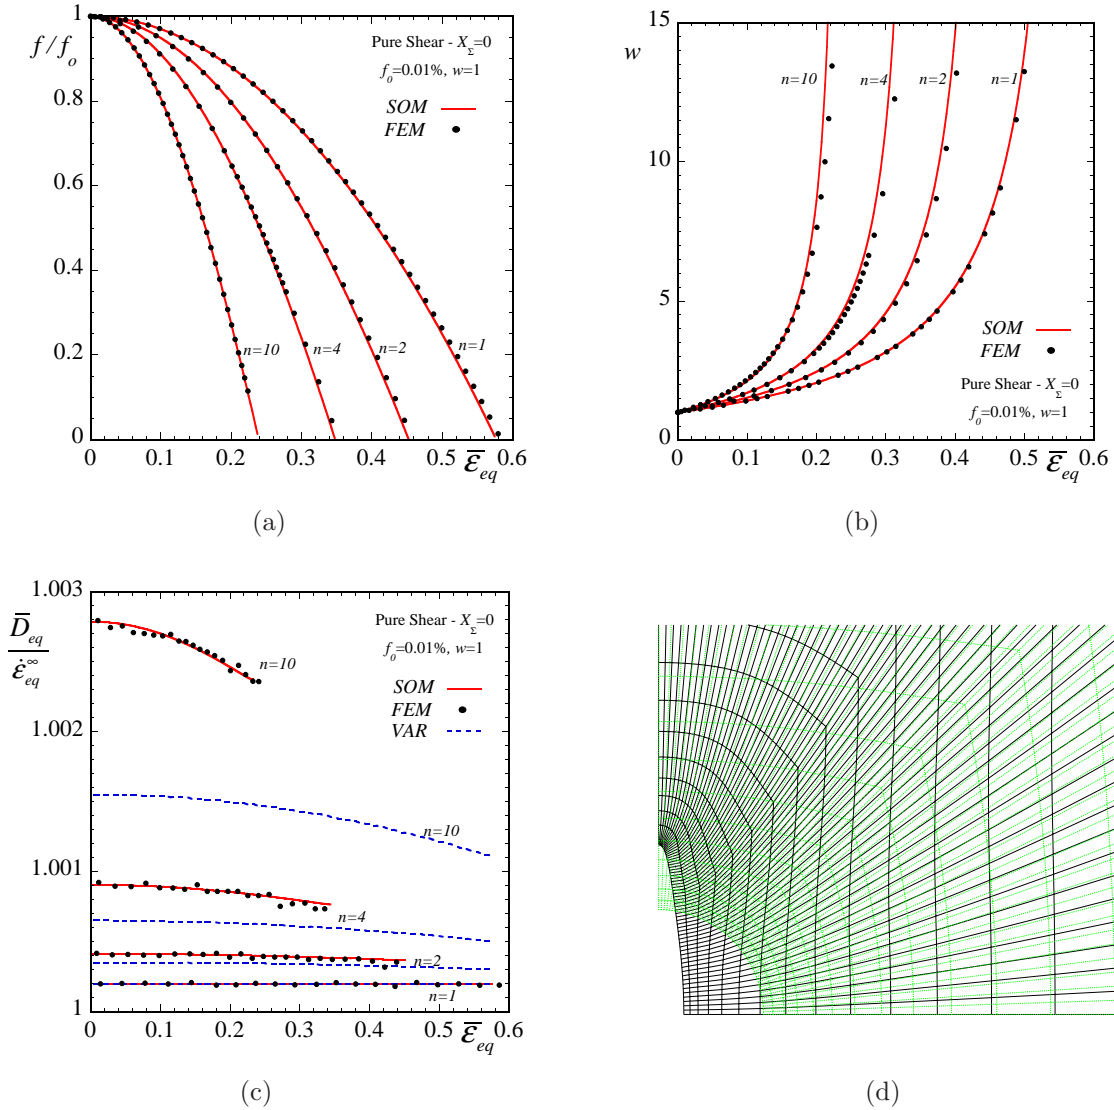 1
f/f_o
0.8
0.6
0.4
0.2
0
Pure Shear - X_Σ=0
f_0=0.01%, w=1
SOM
FEM
n=10
n=4
n=2
n=1
0 0.1 0.2 0.3 0.4 0.5 0.6
ε̅_eq
(a)
15
w
10
5
0
n=10
n=4
n=2
n=1
SOM
FEM
Pure Shear - X_Σ=0
f_0=0.01%, w=1
0 0.1 0.2 0.3 0.4 0.5 0.6
ε̅_eq
(b)
1.003
D̅_eq
ε̇^∞_eq
1.002
1.001
1
Pure Shear - X_Σ=0
f_0=0.01%, w=1
n=10
SOM
FEM
VAR
n=10
n=4
n=2
n=1
0 0.1 0.2 0.3 0.4 0.5 0.6
ε̅_eq
(c)
(d)